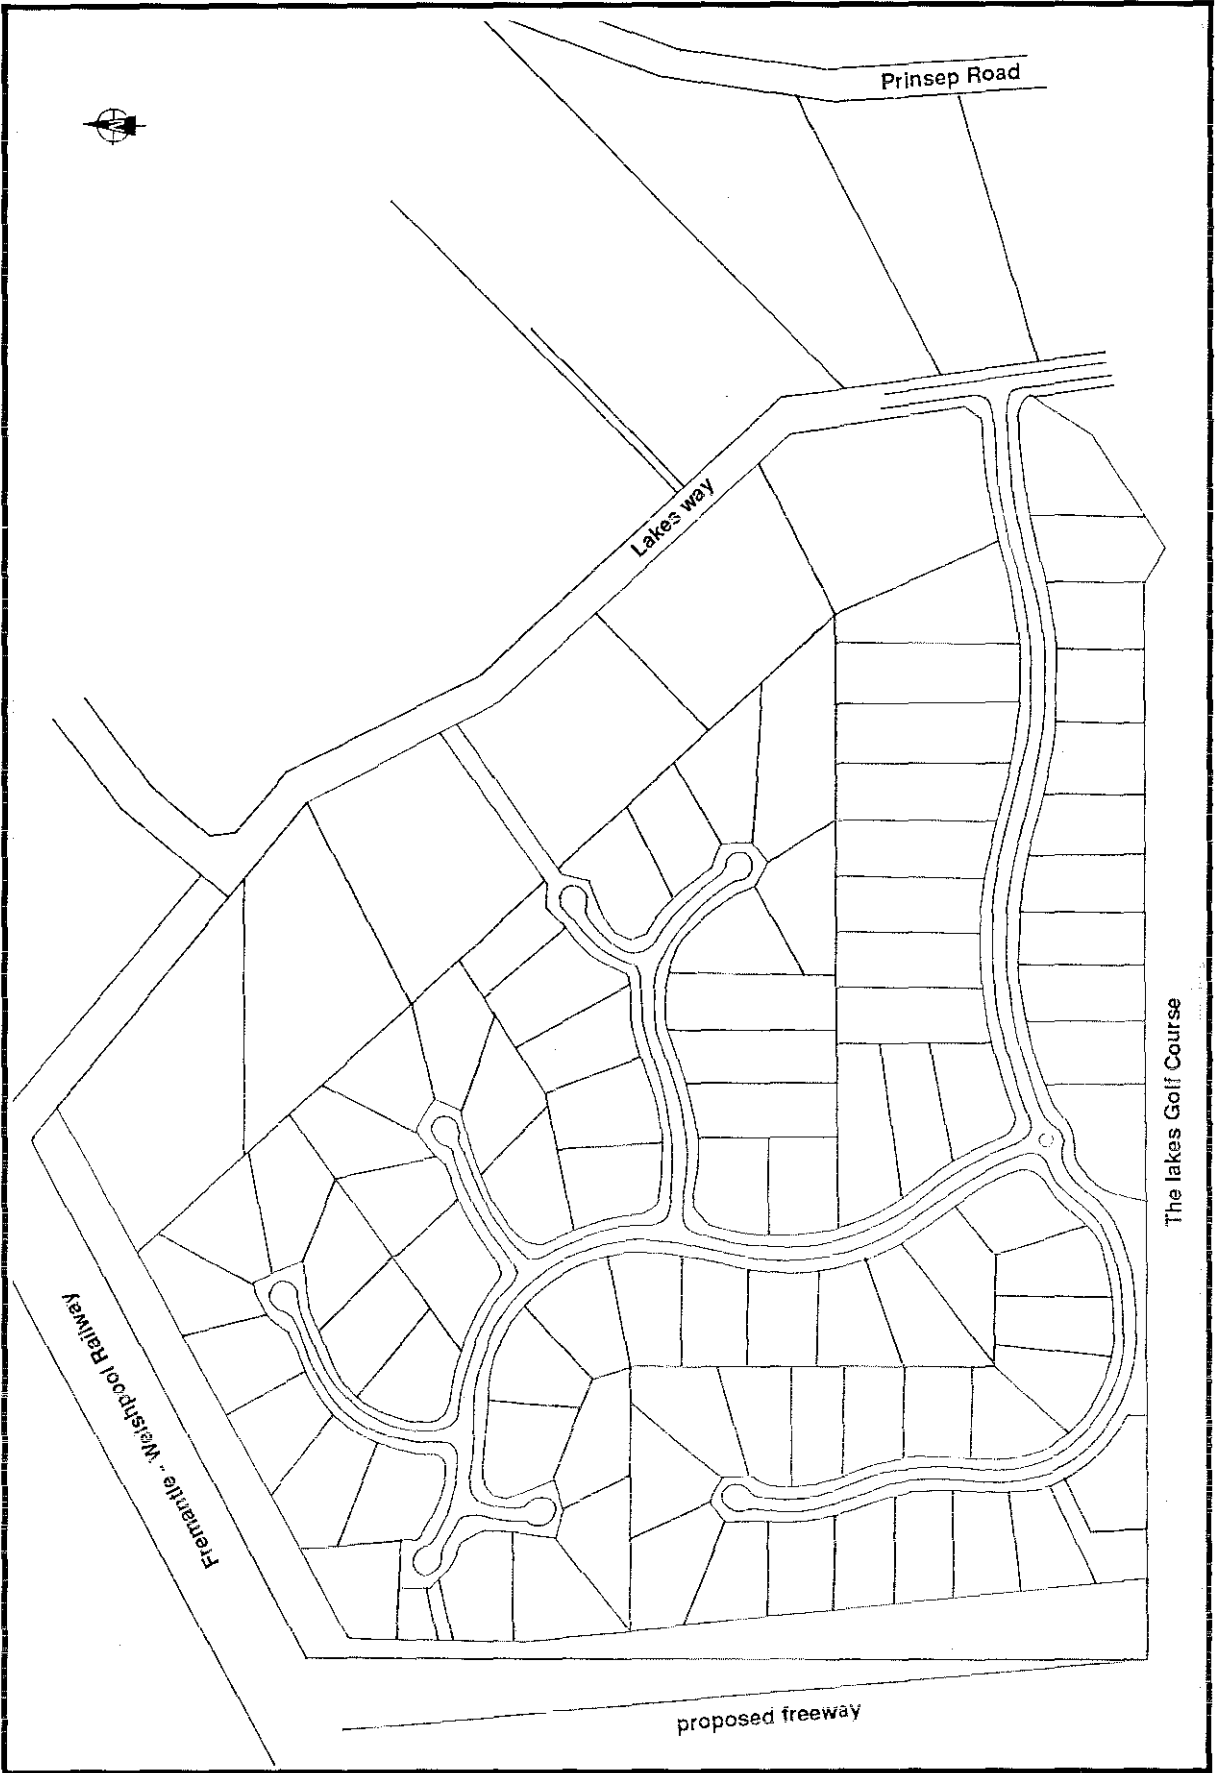 Prinsep Road
N
Lakes way
The lakes Golf Course
Fremantle - Welshpool Railway
proposed freeway